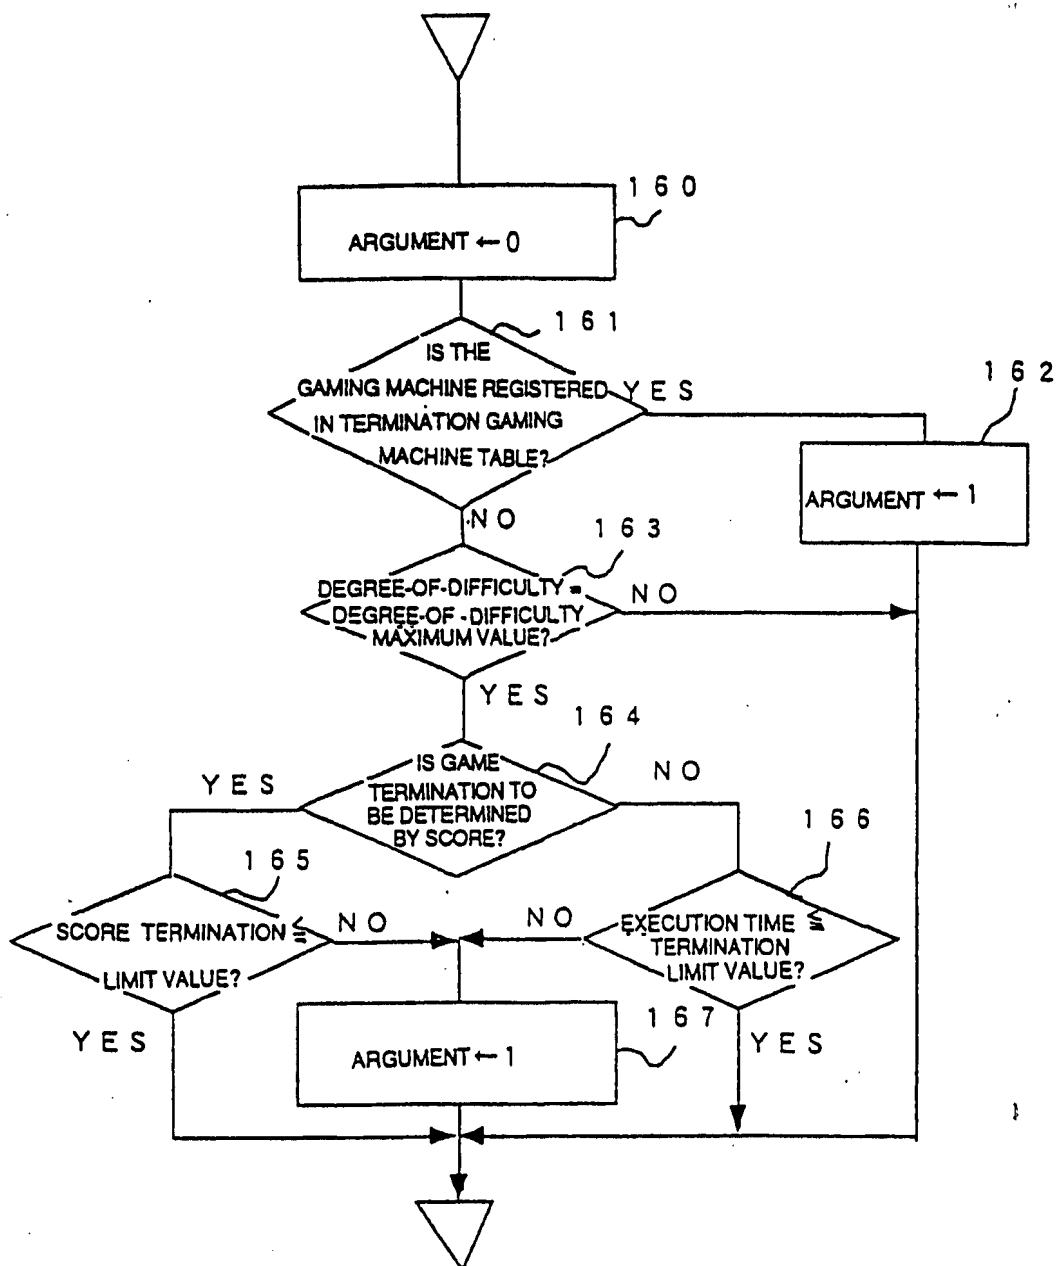 160
ARGUMENT ← 0
161
IS THE
GAMING MACHINE REGISTERED
IN TERMINATION GAMING
MACHINE TABLE?
YES
162
ARGUMENT ← 1
NO
163
DEGREE-OF-DIFFICULTY =
DEGREE-OF-DIFFICULTY
MAXIMUM VALUE?
NO
YES
164
IS GAME
TERMINATION TO
BE DETERMINED
BY SCORE?
YES
NO
165
SCORE TERMINATION ≦
LIMIT VALUE?
NO
YES
166
EXECUTION TIME ≦
TERMINATION
LIMIT VALUE?
NO
YES
167
ARGUMENT ← 1